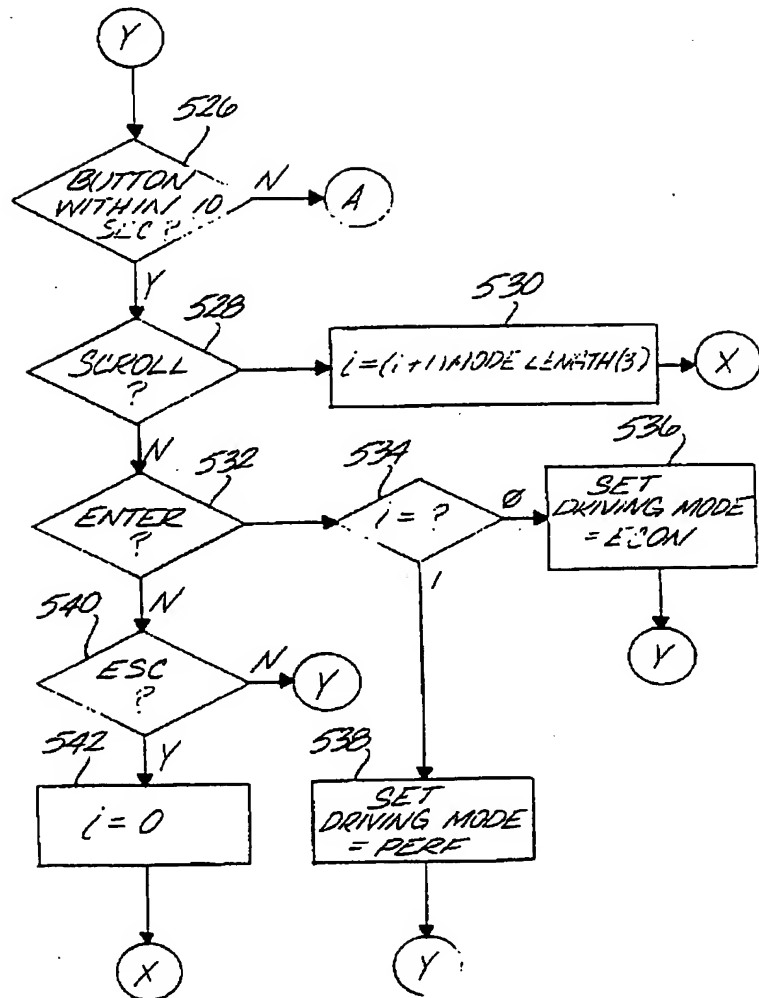 Y
526
BUTTON
WITHIN 10
SEC ?
N
A
Y
528
SCROLL
?
530
i=(i+1)MODE LENGTH(3)
X
N
532
ENTER
?
534
i = ?
Ø
536
SET
DRIVING MODE
= ECON
Y
1
N
540
ESC
?
N
Y
Y
542
i = 0
X
538
SET
DRIVING MODE
= PERF
Y